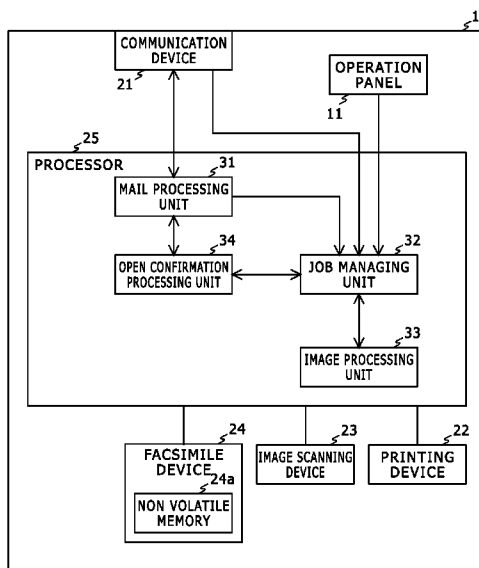 1
COMMUNICATION
DEVICE
21
OPERATION
PANEL
11
25
PROCESSOR
31
MAIL PROCESSING
UNIT
34
OPEN CONFIRMATION
PROCESSING UNIT
32
JOB MANAGING
UNIT
33
IMAGE PROCESSING
UNIT
24
FACSIMILE
DEVICE
24a
NON VOLATILE
MEMORY
23
IMAGE SCANNING
DEVICE
22
PRINTING
DEVICE